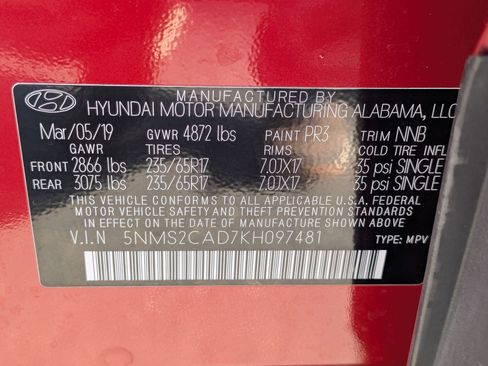 MANUFACTURED BY
HYUNDAI MOTOR MANUFACTURING ALABAMA, LLC
Mar/05/19 GVWR 4872 lbs PAINT PR3 TRIM NNB
GAWR TIRES RIMS COLD TIRE INFL
FRONT 2866 lbs 235/65R17 7.0JX17 35 psi SINGLE
REAR 3075 lbs 235/65R17 7.0JX17 35 psi SINGLE
THIS VEHICLE CONFORMS TO ALL APPLICABLE U.S.A. FEDERAL
MOTOR VEHICLE SAFETY AND THEFT PREVENTION STANDARDS
IN EFFECT ON THE DATE OF MANUFACTURE SHOWN ABOVE.
V.I.N 5NMS2CAD7KH097481 TYPE: MPV